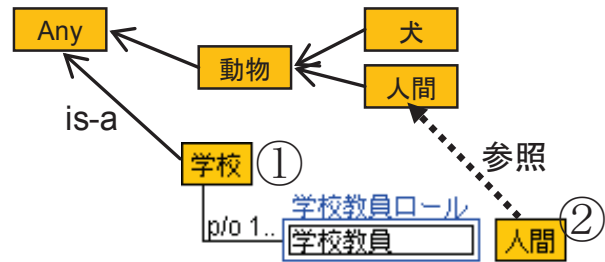 Any
犬
動物
人間
is-a
参照
学校 ①
学校教員ロール
②
p/o 1..
学校教員
人間